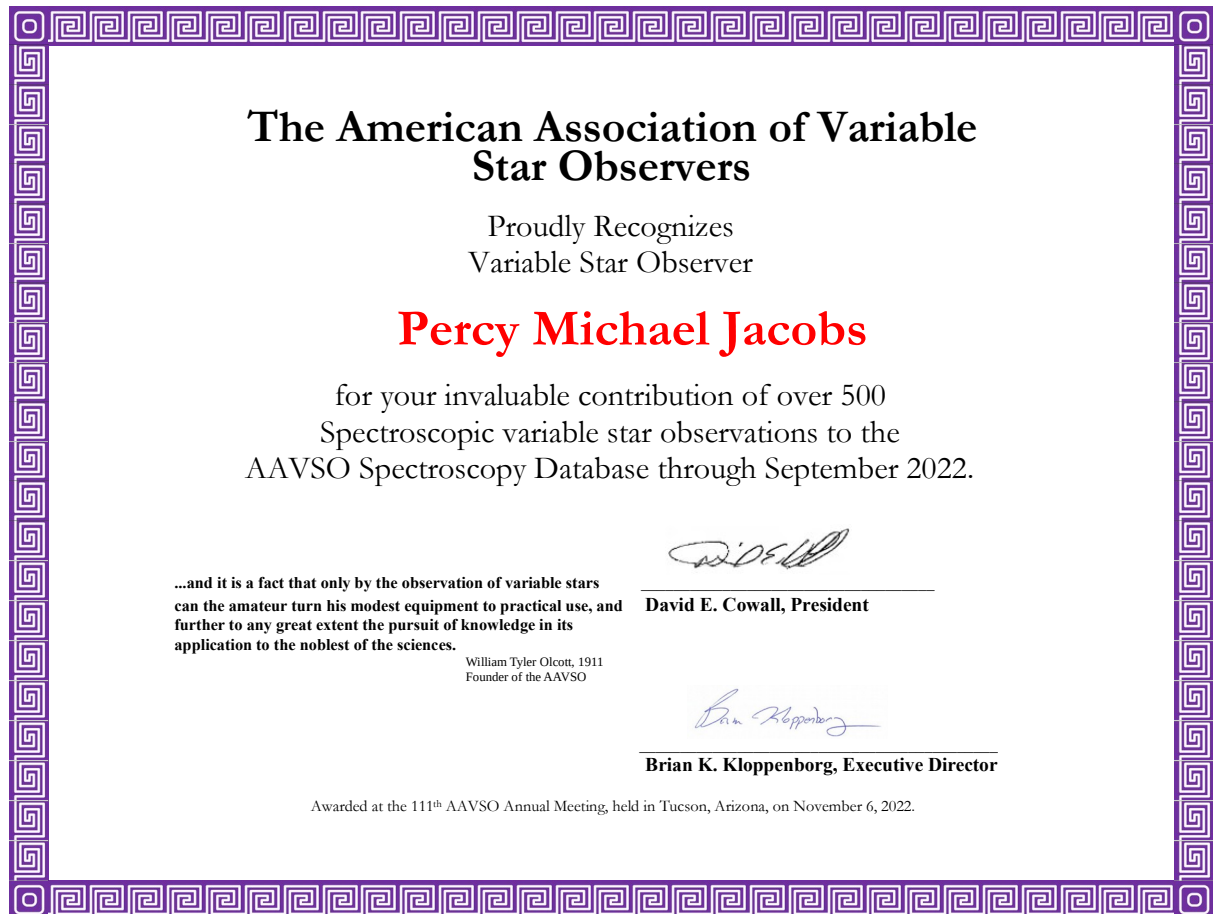 The American Association of Variable
Star Observers
Proudly Recognizes
Variable Star Observer
Percy Michael Jacobs
for your invaluable contribution of over 500
Spectroscopic variable star observations to the
AAVSO Spectroscopy Database through September 2022.
...and it is a fact that only by the observation of variable stars
can the amateur turn his modest equipment to practical use, and
further to any great extent the pursuit of knowledge in its
application to the noblest of the sciences.
William Tyler Olcott, 1911
Founder of the AAVSO
David E. Cowall, President
Brian Kloppenborg
Brian K. Kloppenborg, Executive Director
Awarded at the 111th AAVSO Annual Meeting, held in Tucson, Arizona, on November 6, 2022.